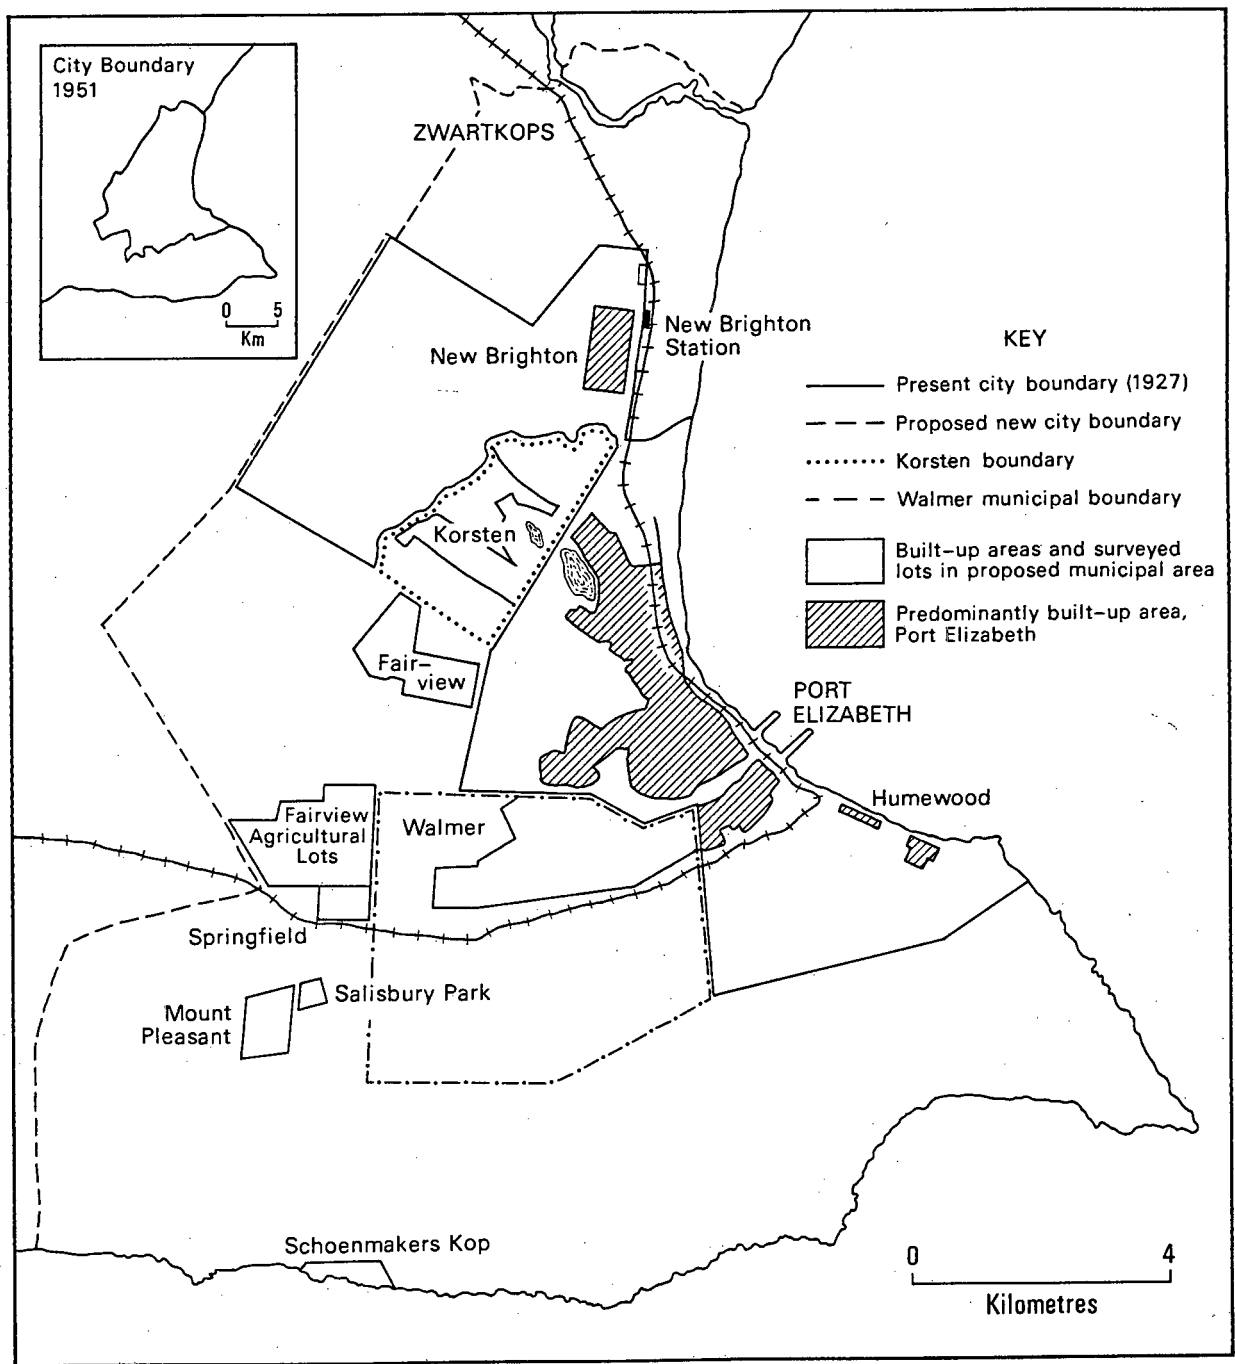 City Boundary
1951
0 5
Km
ZWARTKOPS
New Brighton
Station
New Brighton
KEY
Present city boundary (1927)
Proposed new city boundary
Korsten boundary
Walmer municipal boundary
Built-up areas and surveyed
lots in proposed municipal area
Predominantly built-up area,
Port Elizabeth
Korsten
Fair-
view
PORT
ELIZABETH
Humewood
Fairview
Agricultural
Lots
Walmer
Springfield
Salisbury Park
Mount
Pleasant
Schoenmakers Kop
0 4
Kilometres